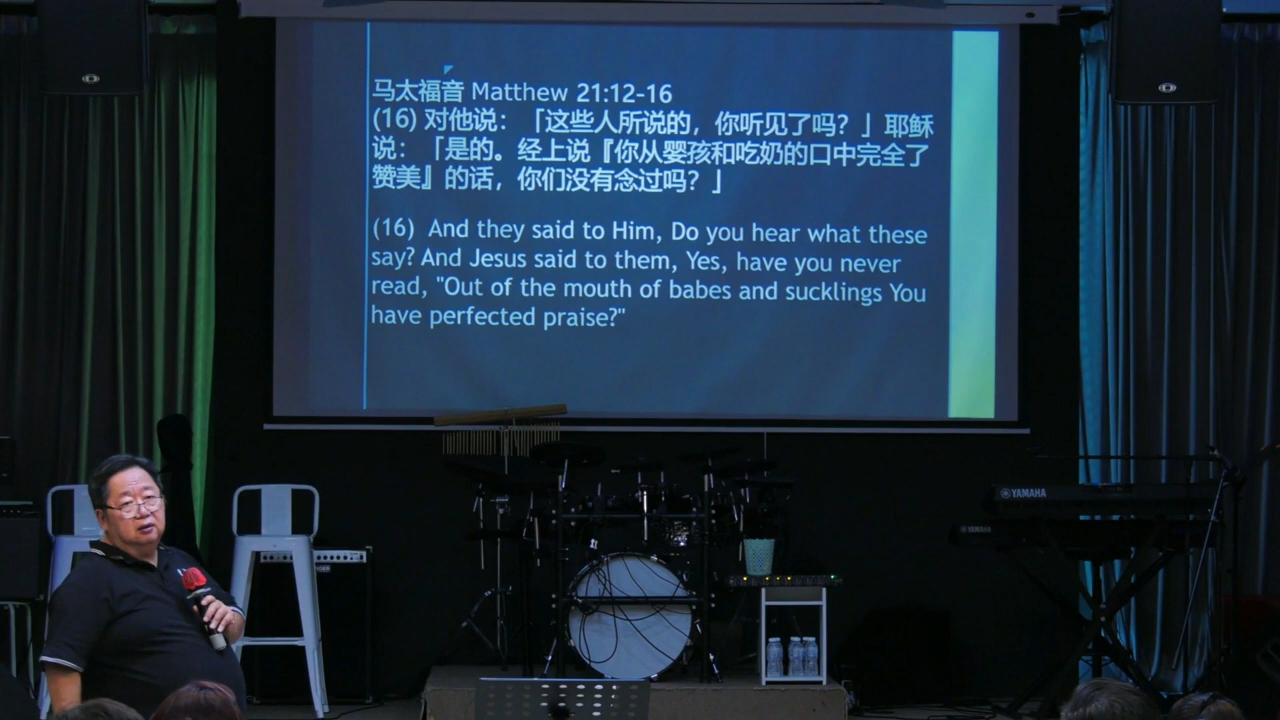 马太福音 Matthew 21:12-16
(16) 对他说：「这些人所说的，你听见了吗？」耶稣
说：「是的。经上说『你从婴孩和吃奶的口中完全了
赞美』的话，你们没有念过吗？」
(16) And they said to Him, Do you hear what these
say? And Jesus said to them, Yes, have you never
read, "Out of the mouth of babes and sucklings You
have perfected praise?"
YAMAHA
YAMAHA